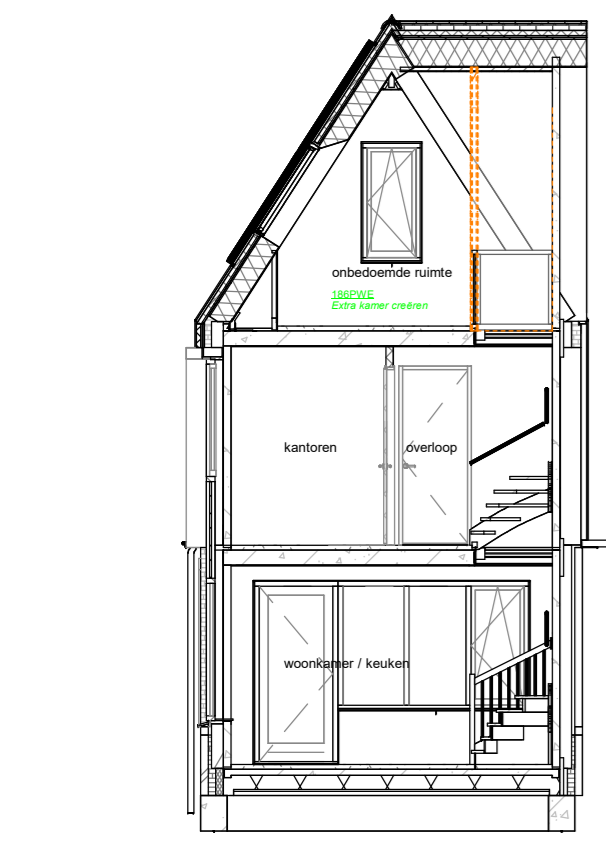 onbedoemde ruimte
186PWE
Extra kamer creëren
kantoren
overloop
woonkamer / keuken